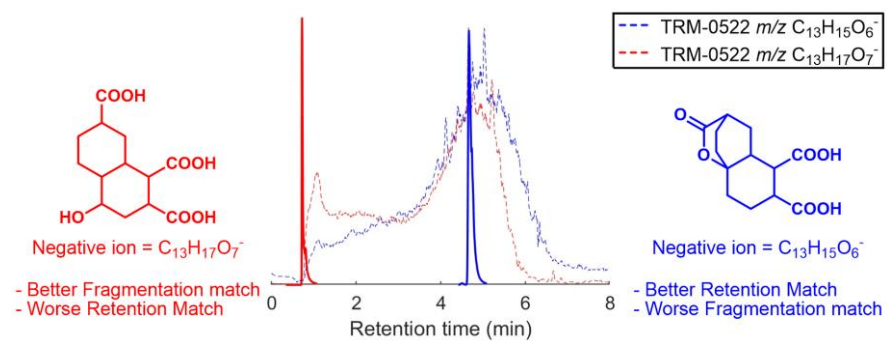 TRM-0522 m/z C₁₃H₁₅O₆⁻
TRM-0522 m/z C₁₃H₁₇O₇⁻
COOH
COOH
COOH
HO
Negative ion = C₁₃H₁₇O₇⁻
- Better Fragmentation match
- Worse Retention Match
0 2 4 6 8
Retention time (min)
O
O
COOH
COOH
Negative ion = C₁₃H₁₅O₆⁻
- Better Retention Match
- Worse Fragmentation match